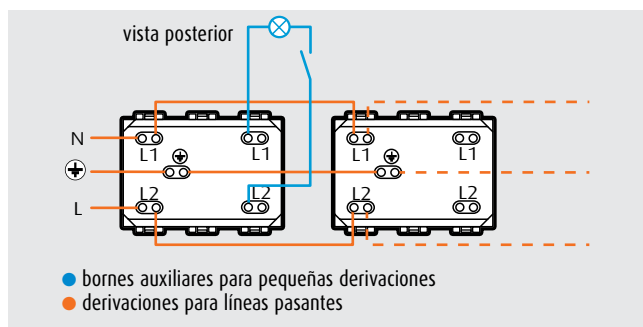 vista posterior
N
L1
L1
L1
L1
L2
L2
L2
L2
L
bornes auxiliares para pequeñas derivaciones
derivaciones para líneas pasantes